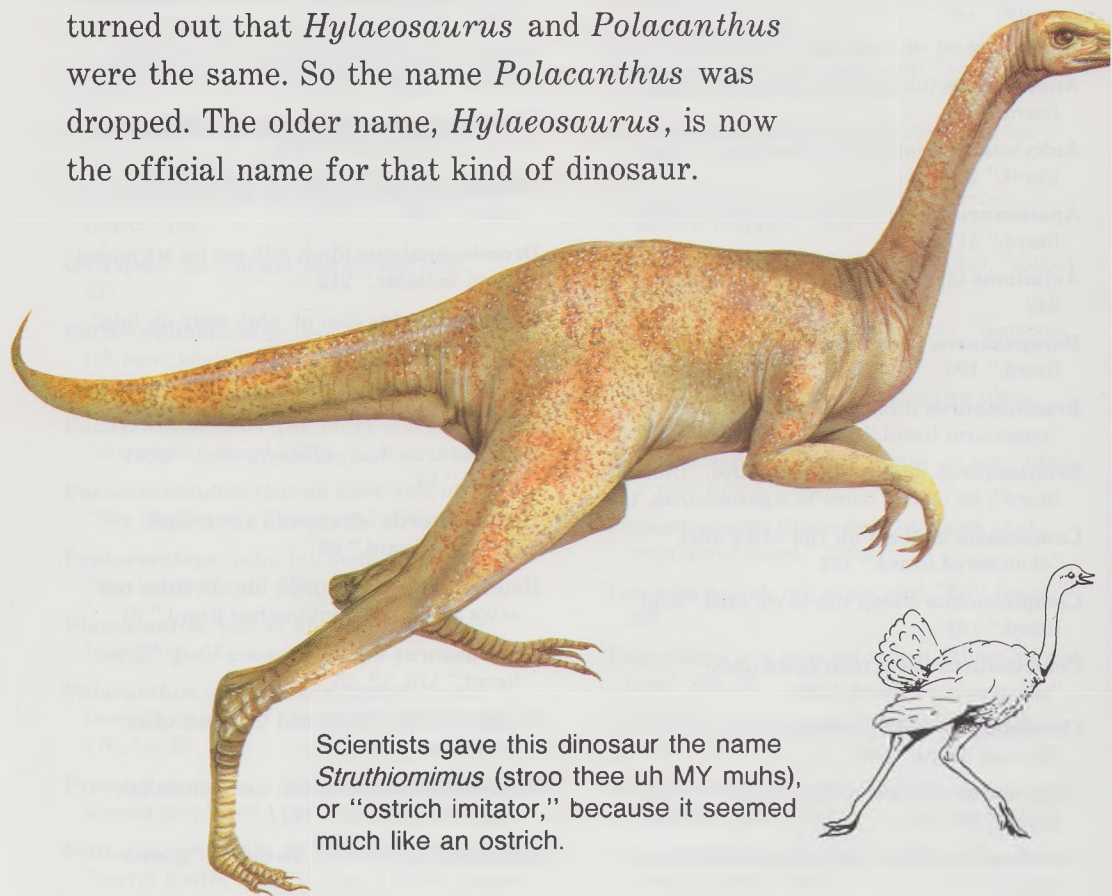 turned out that Hylaeosaurus and Polacanthus
were the same. So the name Polacanthus was
dropped. The older name, Hylaeosaurus, is now
the official name for that kind of dinosaur.
Scientists gave this dinosaur the name
Struthiomimus (stroo thee uh MY muhs),
or “ostrich imitator,” because it seemed
much like an ostrich.